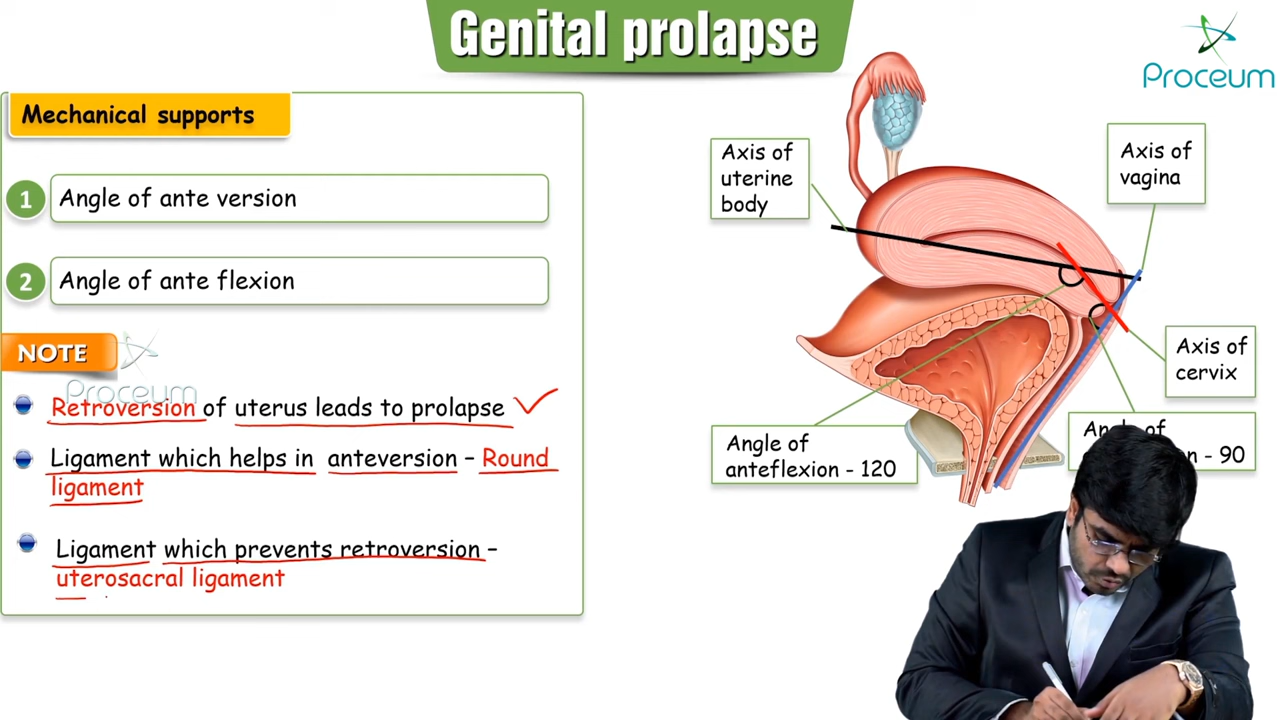 Genital prolapse
Proceum
Mechanical supports
1 Angle of ante version
2 Angle of ante flexion
NOTE
Proceum
Retroversion of uterus leads to prolapse
Ligament which helps in anteversion – Round
ligament
Ligament which prevents retroversion –
uterosacral ligament
Axis of
uterine
body
Axis of
vagina
Axis of
cervix
Angle of
anteflexion - 120
of
- 90